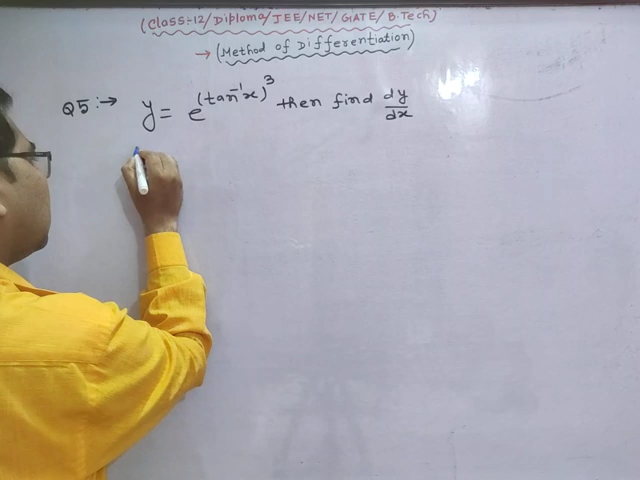 (Class:-12/Diploma/JEE/NET/GATE/B.Tech)
→ (Method of Differentiation)
Q5:→ y = e^(tan⁻¹x)³ then find dy/dx